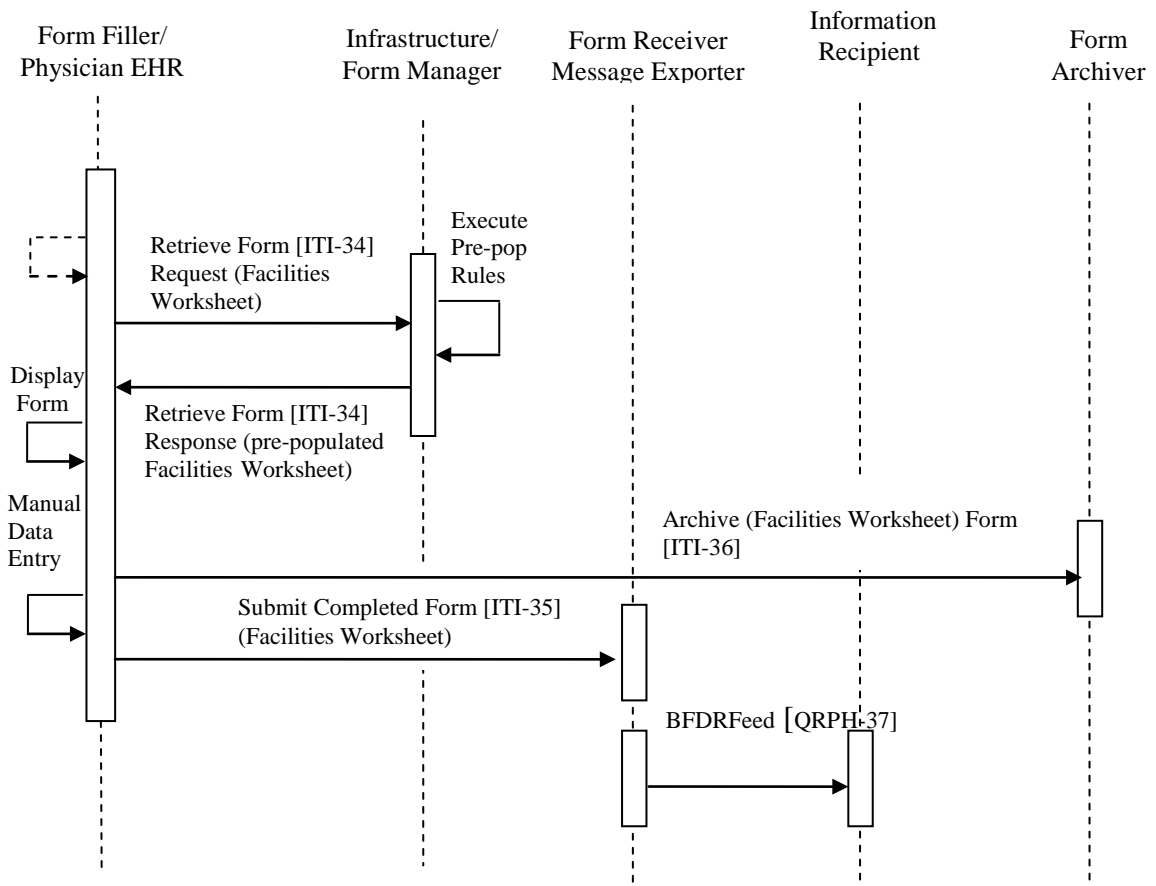 Form Filler/
Physician EHR
Infrastructure/
Form Manager
Form Receiver
Message Exporter
Information
Recipient
Form
Archiver
Execute
Pre-pop
Rules
Retrieve Form [ITI-34]
Request (Facilities
Worksheet)
Display
Form
Retrieve Form [ITI-34]
Response (pre-populated
Facilities Worksheet)
Manual
Data
Entry
Archive (Facilities Worksheet) Form
[ITI-36]
Submit Completed Form [ITI-35]
(Facilities Worksheet)
BFDRFeed [QRPH-37]